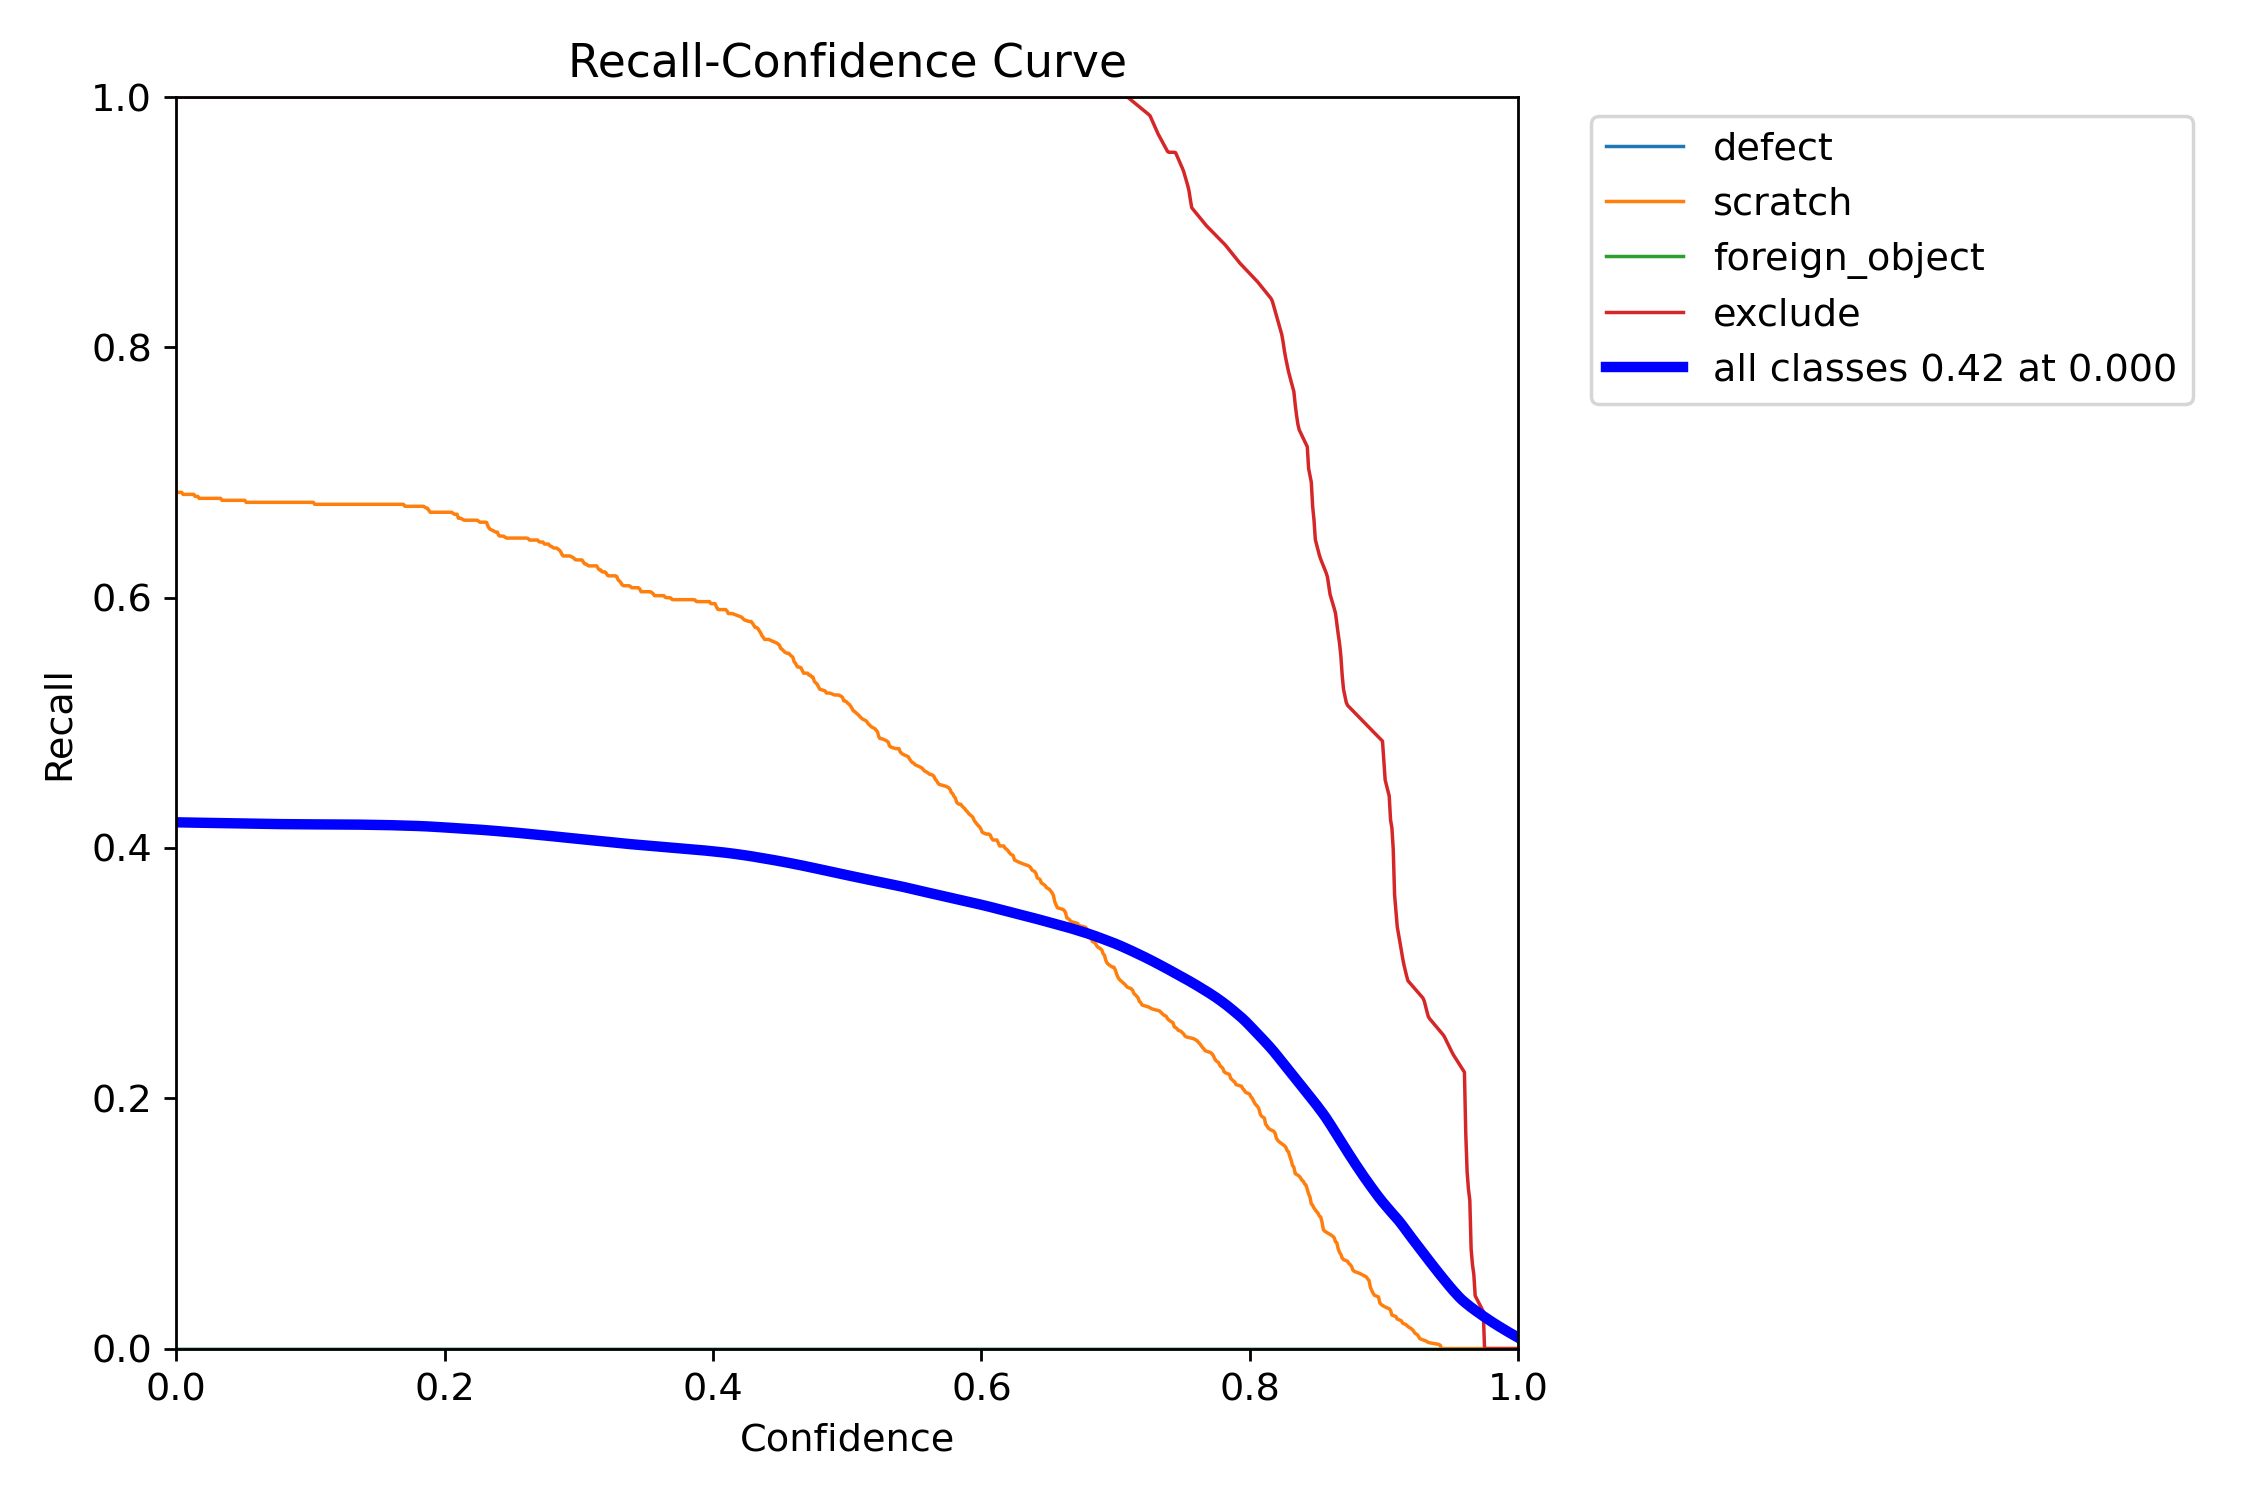 Recall-Confidence Curve
1.0
0.8
0.6
0.4
0.2
0.0
Recall
0.0 0.2 0.4 0.6 0.8 1.0
Confidence
defect
scratch
foreign_object
exclude
all classes 0.42 at 0.000